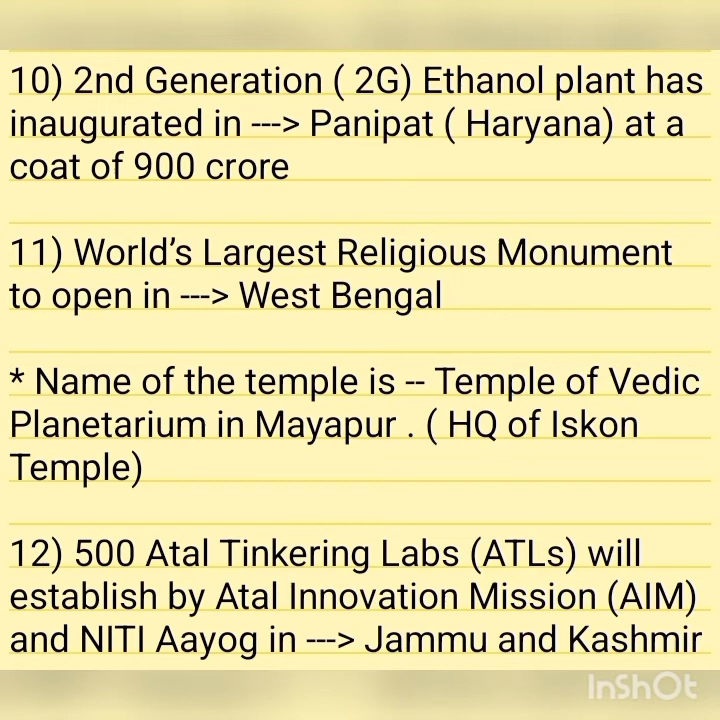 10) 2nd Generation ( 2G) Ethanol plant has
inaugurated in ---> Panipat ( Haryana) at a
coat of 900 crore
11) World’s Largest Religious Monument
to open in ---> West Bengal
* Name of the temple is -- Temple of Vedic
Planetarium in Mayapur . ( HQ of Iskon
Temple)
12) 500 Atal Tinkering Labs (ATLs) will
establish by Atal Innovation Mission (AIM)
and NITI Aayog in ---> Jammu and Kashmir
InShOt